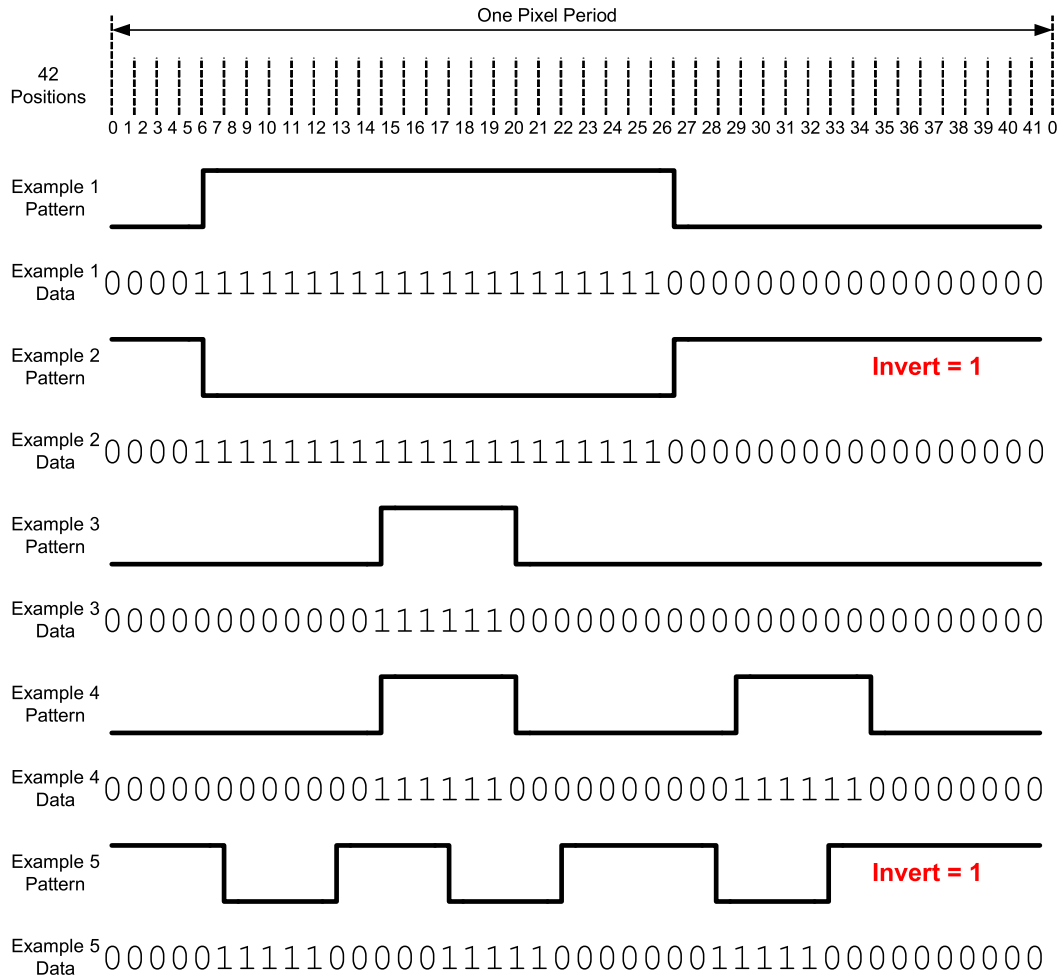 One Pixel Period
42
Positions
0 1 2 3 4 5 6 7 8 9 10 11 12 13 14 15 16 17 18 19 20 21 22 23 24 25 26 27 28 29 30 31 32 33 34 35 36 37 38 39 40 41 0
Example 1
Pattern
Example 1
Data
000011111111111111111111100000000000000000
Example 2
Pattern
Invert = 1
Example 2
Data
000011111111111111111111100000000000000000
Example 3
Pattern
Example 3
Data
000000000000111111000000000000000000000000
Example 4
Pattern
Example 4
Data
000000000000111111000000000011111100000000
Example 5
Pattern
Invert = 1
Example 5
Data
000001111100000111110000000111110000000000